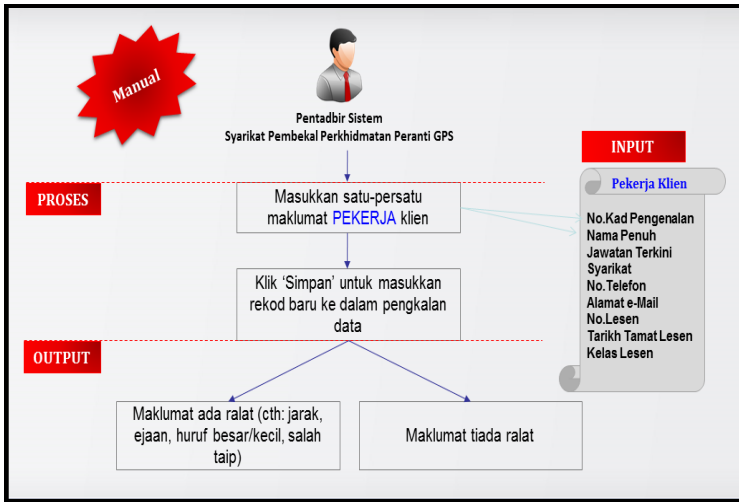 Manual
Pentadbir Sistem
Syarikat Pembekal Perkhidmatan Peranti GPS
INPUT
Pekerja Klien
No.Kad Pengenalan
Nama Penuh
Jawatan Terkini
Syarikat
No.Telefon
Alamat e-Mail
No.Lesen
Tarikh Tamat Lesen
Kelas Lesen
PROSES
Masukkan satu-persatu
maklumat PEKERJA klien
Klik ‘Simpan’ untuk masukkan
rekod baru ke dalam pengkalan
data
OUTPUT
Maklumat ada ralat (cth: jarak,
ejaan, huruf besar/kecil, salah
taip)
Maklumat tiada ralat